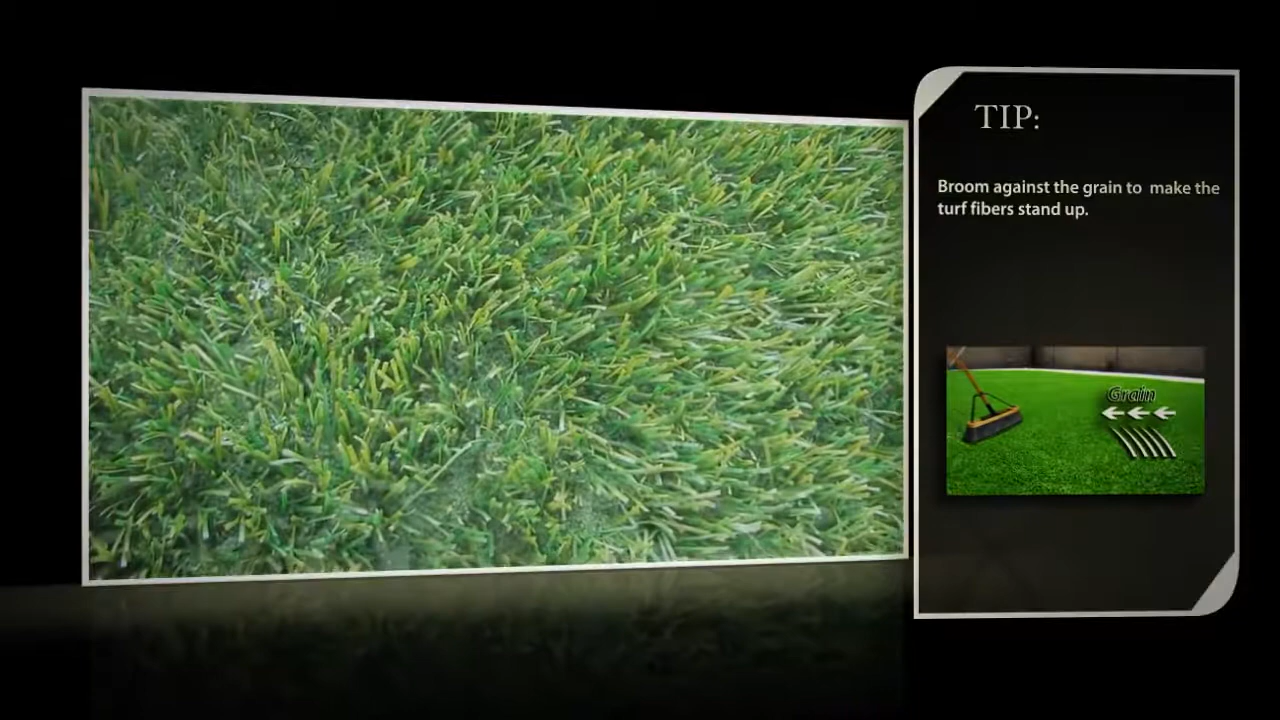 TIP:
Broom against the grain to make the
turf fibers stand up.
Grain